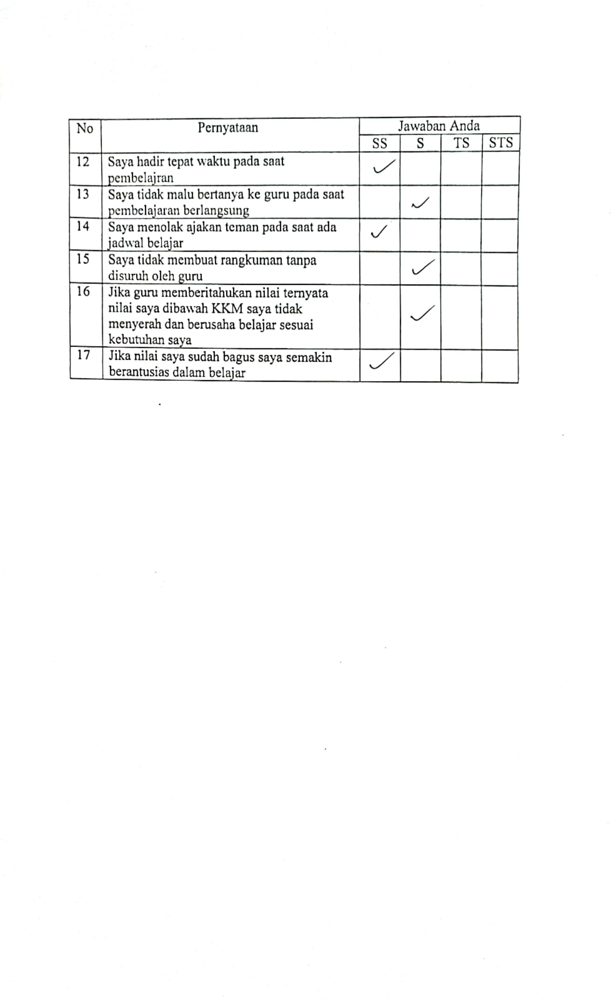 No Pernyataan Jawaban Anda
SS S TS STS
12 Saya hadir tepat waktu pada saat ✓
pembelajran
13 Saya tidak malu bertanya ke guru pada saat ✓
pembelajaran berlangsung
14 Saya menolak ajakan teman pada saat ada ✓
jadwal belajar
15 Saya tidak membuat rangkuman tanpa ✓
disuruh oleh guru
16 Jika guru memberitahukan nilai ternyata
nilai saya dibawah KKM saya tidak ✓
menyerah dan berusaha belajar sesuai
kebutuhan saya
17 Jika nilai saya sudah bagus saya semakin ✓
berantusias dalam belajar